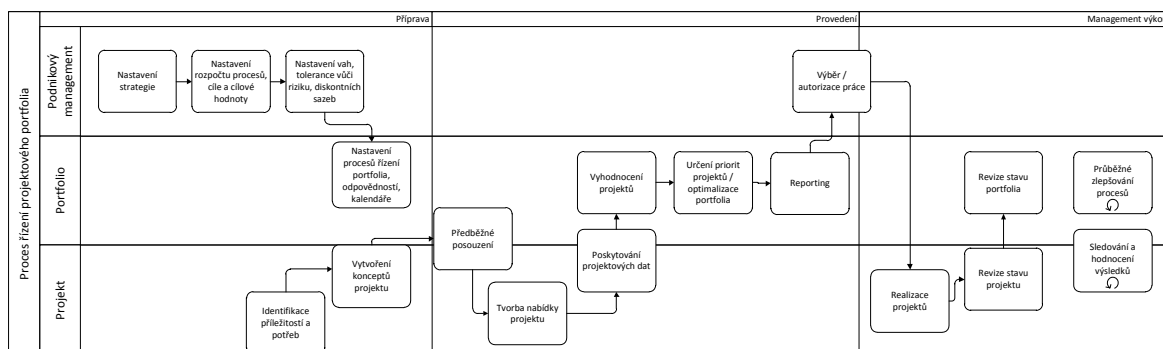 Proces řízení projektového portfolia
Příprava
Provedení
Management výko
Podnikový
management
Nastavení
strategie
Nastavení
rozpočtu procesů,
cíle a cílové
hodnoty
Nastavení vah,
tolerance vůči
riziku, diskontních
sazeb
Výběr /
autorizace práce
Portfolio
Nastavení
procesů řízení
portfolia,
odpovědností,
kalendáře
Předběžné
posouzení
Vyhodnocení
projektů
Určení priorit
projektů /
optimalizace
portfolia
Reporting
Revize stavu
portfolia
Průběžné
zlepšování
procesů
Projekt
Identifikace
příležitostí a
potřeb
Vytvoření
konceptů
projektu
Tvorba nabídky
projektu
Poskytování
projektových dat
Realizace
projektů
Revize stavu
projektu
Sledování a
hodnocení
výsledků